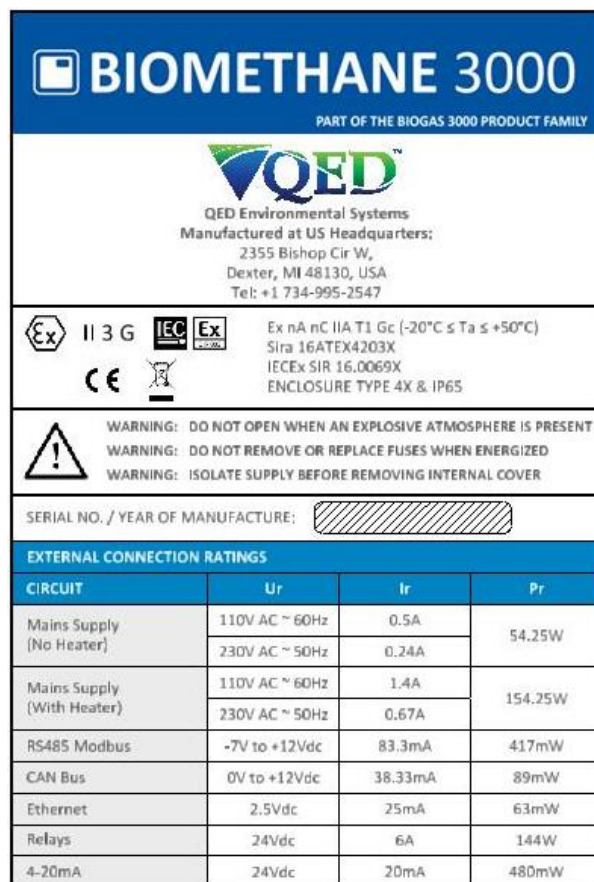 BIOMETHANE 3000
PART OF THE BIOGAS 3000 PRODUCT FAMILY
QED™
QED Environmental Systems
Manufactured at US Headquarters:
2355 Bishop Cir W,
Dexter, MI 48130, USA
Tel: +1 734-995-2547
Ex II 3 G IEC Ex
CE
Ex nA nC IIA T1 Gc (-20°C ≤ Ta ≤ +50°C)
Sira 16ATEX4203X
IECEx SIR 16.0069X
ENCLOSURE TYPE 4X & IP65
WARNING: DO NOT OPEN WHEN AN EXPLOSIVE ATMOSPHERE IS PRESENT
WARNING: DO NOT REMOVE OR REPLACE FUSES WHEN ENERGIZED
WARNING: ISOLATE SUPPLY BEFORE REMOVING INTERNAL COVER
SERIAL NO. / YEAR OF MANUFACTURE:
EXTERNAL CONNECTION RATINGS
CIRCUIT Ur Ir Pr
Mains Supply (No Heater) 110V AC ~ 60Hz 0.5A 54.25W
230V AC ~ 50Hz 0.24A
Mains Supply (With Heater) 110V AC ~ 60Hz 1.4A 154.25W
230V AC ~ 50Hz 0.67A
RS485 Modbus -7V to +12Vdc 83.3mA 417mW
CAN Bus 0V to +12Vdc 38.33mA 89mW
Ethernet 2.5Vdc 25mA 63mW
Relays 24Vdc 6A 144W
4-20mA 24Vdc 20mA 480mW